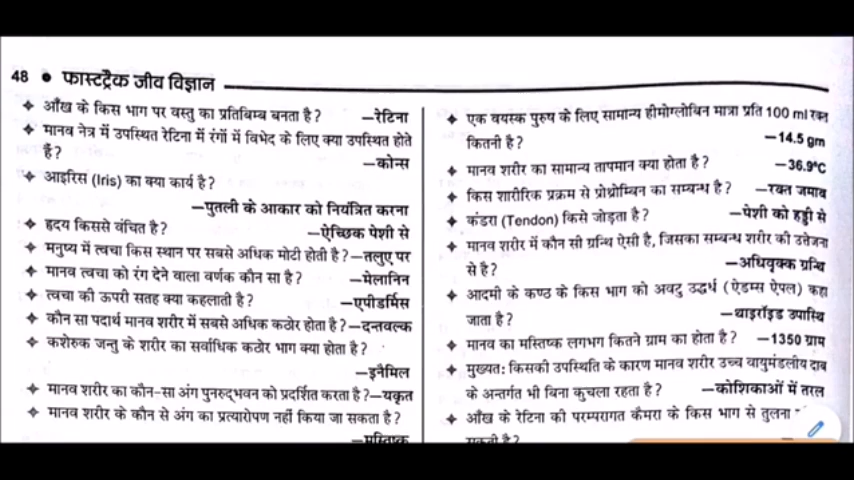 48 ● फास्टट्रैक जीव विज्ञान
✦ आँख के किस भाग पर वस्तु का प्रतिबिम्ब बनता है? —रेटिना
✦ मानव नेत्र में उपस्थित रेटिना में रंगों में विभेद के लिए क्या उपस्थित होते
हैं? —कोन्स
✦ आइरिस (Iris) का क्या कार्य है?
—पुतली के आकार को नियंत्रित करना
✦ हृदय किससे वंचित है? —ऐच्छिक पेशी से
✦ मनुष्य में त्वचा किस स्थान पर सबसे अधिक मोटी होती है?—तलुए पर
✦ मानव त्वचा को रंग देने वाला वर्णक कौन सा है? —मेलानिन
✦ त्वचा की ऊपरी सतह क्या कहलाती है? —एपीडर्मिस
✦ कौन सा पदार्थ मानव शरीर में सबसे अधिक कठोर होता है?—दन्तवल्क
✦ कशेरुक जन्तु के शरीर का सर्वाधिक कठोर भाग क्या होता है?
—इनैमिल
✦ मानव शरीर का कौन-सा अंग पुनरुद्भवन को प्रदर्शित करता है?—यकृत
✦ मानव शरीर के कौन से अंग का प्रत्यारोपण नहीं किया जा सकता है?
—मस्तिष्क
✦ एक वयस्क पुरुष के लिए सामान्य हीमोग्लोबिन मात्रा प्रति 100 ml रक्त
कितनी है? —14.5 gm
✦ मानव शरीर का सामान्य तापमान क्या होता है? —36.9°C
✦ किस शारीरिक प्रक्रम से प्रोथ्रोम्बिन का सम्बन्ध है? —रक्त जमाव
✦ कंडरा (Tendon) किसे जोड़ता है? —पेशी को हड्डी से
✦ मानव शरीर में कौन सी ग्रन्थि ऐसी है, जिसका सम्बन्ध शरीर की उत्तेजना
से है? —अधिवृक्क ग्रन्थि
✦ आदमी के कण्ठ के किस भाग को अवटु उद्धर्ध (ऐडम्स ऐपल) कहा
जाता है? —थाइरॉइड उपास्थि
✦ मानव का मस्तिष्क लगभग कितने ग्राम का होता है? —1350 ग्राम
✦ मुख्यत: किसकी उपस्थिति के कारण मानव शरीर उच्च वायुमंडलीय दाब
के अन्तर्गत भी बिना कुचला रहता है? —कोशिकाओं में तरल
✦ आँख के रेटिना की परम्परागत कैमरा के किस भाग से तुलना
सकती है?